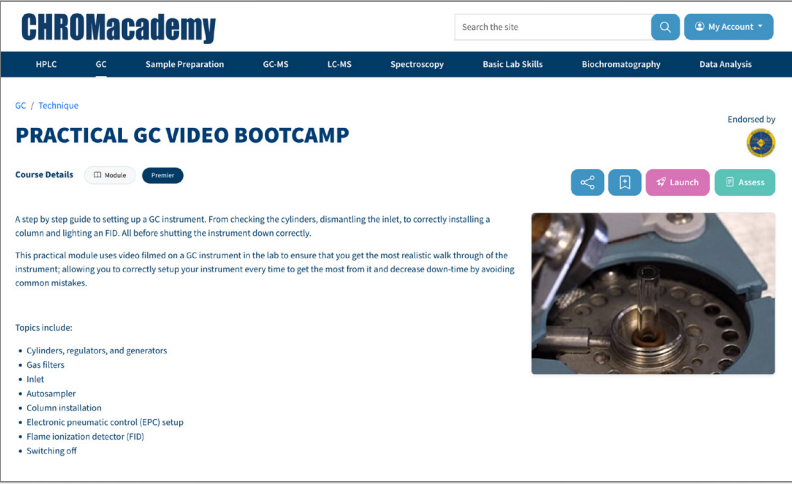 CHROMacademy
Search the site
My Account
HPLC GC Sample Preparation GC-MS LC-MS Spectroscopy Basic Lab Skills Biochromatography Data Analysis
GC / Technique
Endorsed by
PRACTICAL GC VIDEO BOOTCAMP
Course Details Module Premier
Launch Assess
A step by step guide to setting up a GC instrument. From checking the cylinders, dismantling the inlet, to correctly installing a
column and lighting an FID. All before shutting the instrument down correctly.
This practical module uses video filmed on a GC instrument in the lab to ensure that you get the most realistic walk through of the
instrument; allowing you to correctly setup your instrument every time to get the most from it and decrease down-time by avoiding
common mistakes.
Topics include:
• Cylinders, regulators, and generators
• Gas filters
• Inlet
• Autosampler
• Column installation
• Electronic pneumatic control (EPC) setup
• Flame ionization detector (FID)
• Switching off